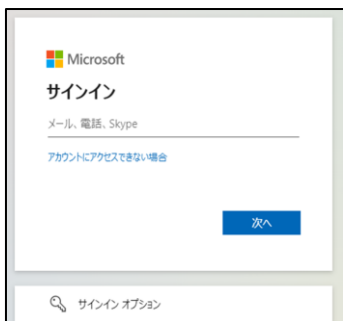 Microsoft
サインイン
メール、電話、Skype
アカウントにアクセスできない場合
次へ
サインイン オプション